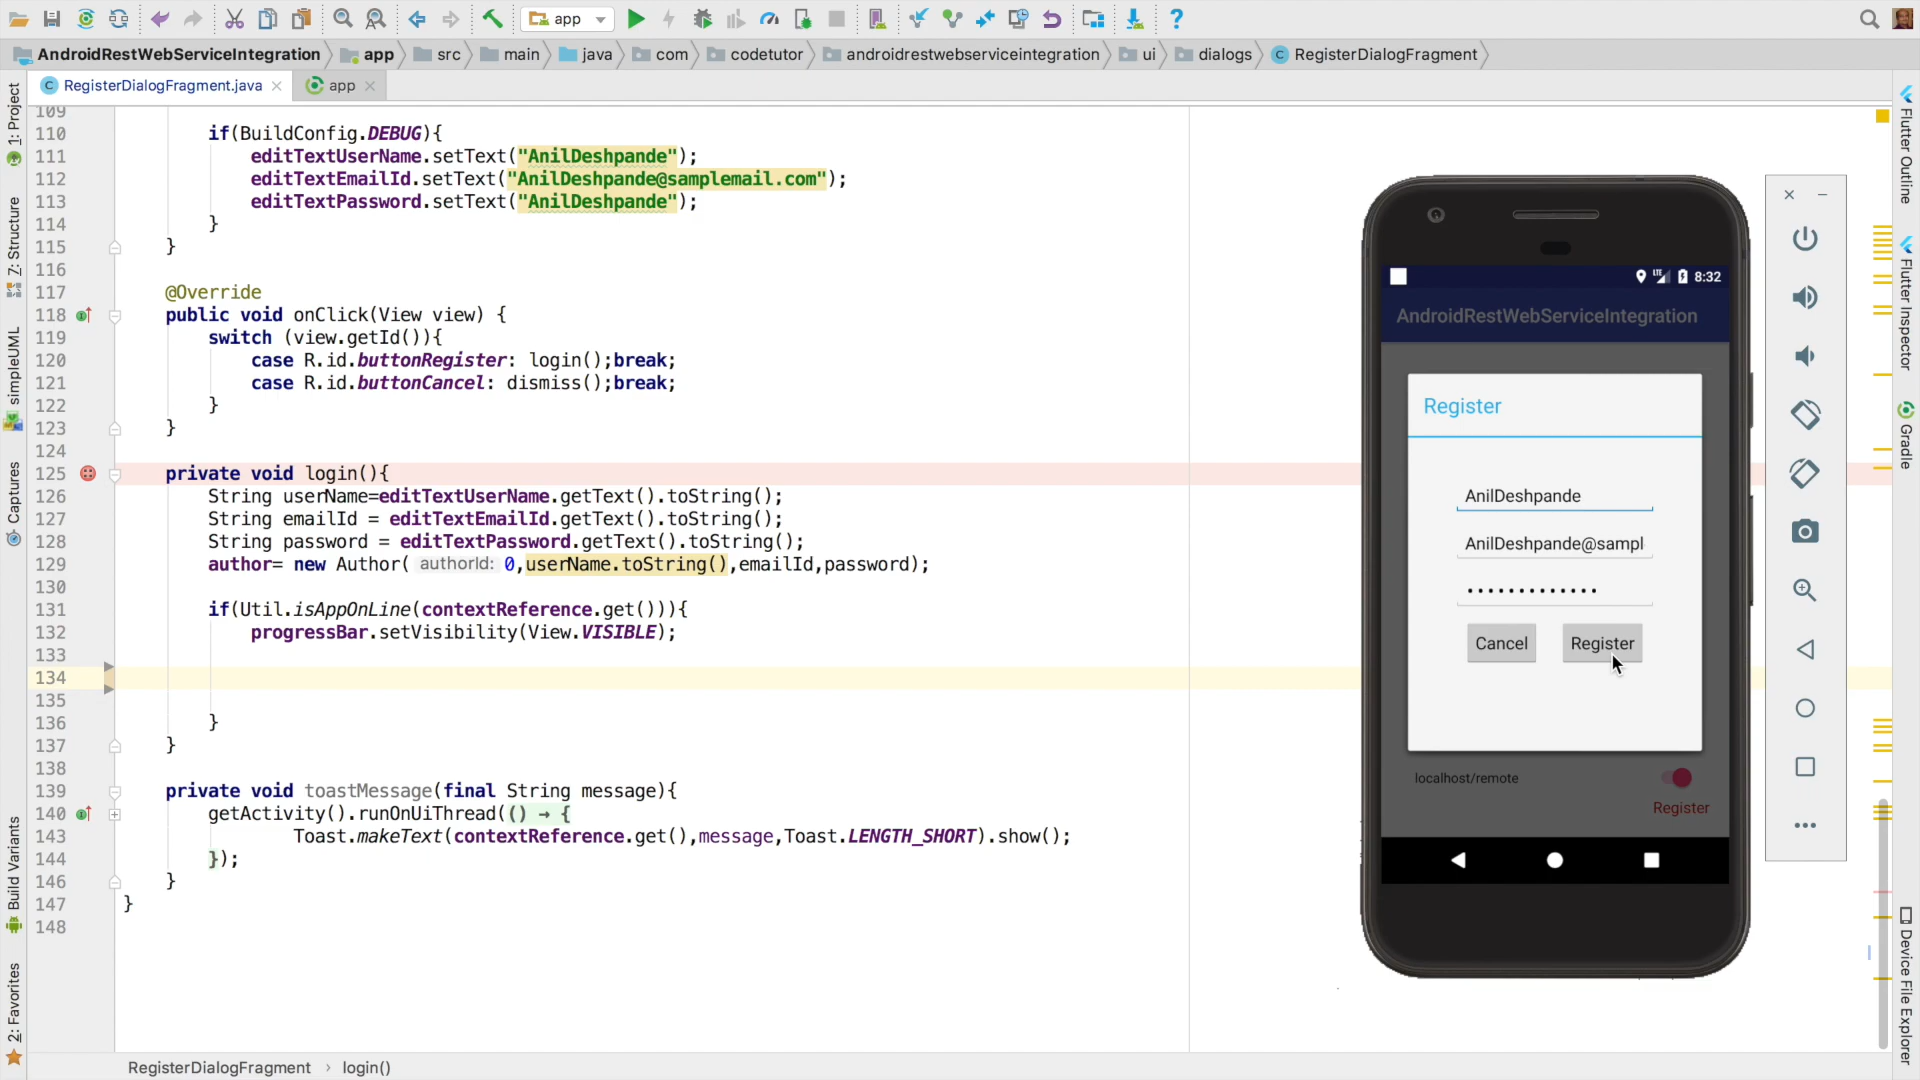 app
AndroidRestWebServiceIntegration app src main java com codetutor androidrestwebserviceintegration ui dialogs RegisterDialogFragment
RegisterDialogFragment.java app
1: Project
7: Structure
simpleUML
Captures
Build Variants
2: Favorites
109
110 if(BuildConfig.DEBUG){
111 editTextUserName.setText("AnilDeshpande");
112 editTextEmailId.setText("AnilDeshpande@samplemail.com");
113 editTextPassword.setText("AnilDeshpande");
114 }
115 }
116
117 @Override
118 public void onClick(View view) {
119 switch (view.getId()){
120 case R.id.buttonRegister: login();break;
121 case R.id.buttonCancel: dismiss();break;
122 }
123 }
124
125 private void login(){
126 String userName=editTextUserName.getText().toString();
127 String emailId = editTextEmailId.getText().toString();
128 String password = editTextPassword.getText().toString();
129 author= new Author( authorId: 0,userName.toString(),emailId,password);
130
131 if(Util.isAppOnLine(contextReference.get())){
132 progressBar.setVisibility(View.VISIBLE);
133
134
135
136 }
137 }
138
139 private void toastMessage(final String message){
140 getActivity().runOnUiThread(() → {
143 Toast.makeText(contextReference.get(),message,Toast.LENGTH_SHORT).show();
144 });
146 }
147 }
148
LTE 8:32
AndroidRestWebServiceIntegration
Register
AnilDeshpande
AnilDeshpande@sampl
•••••••••••••
Cancel Register
localhost/remote
Register
Flutter Outline
Flutter Inspector
Gradle
Device File Explorer
RegisterDialogFragment › login()